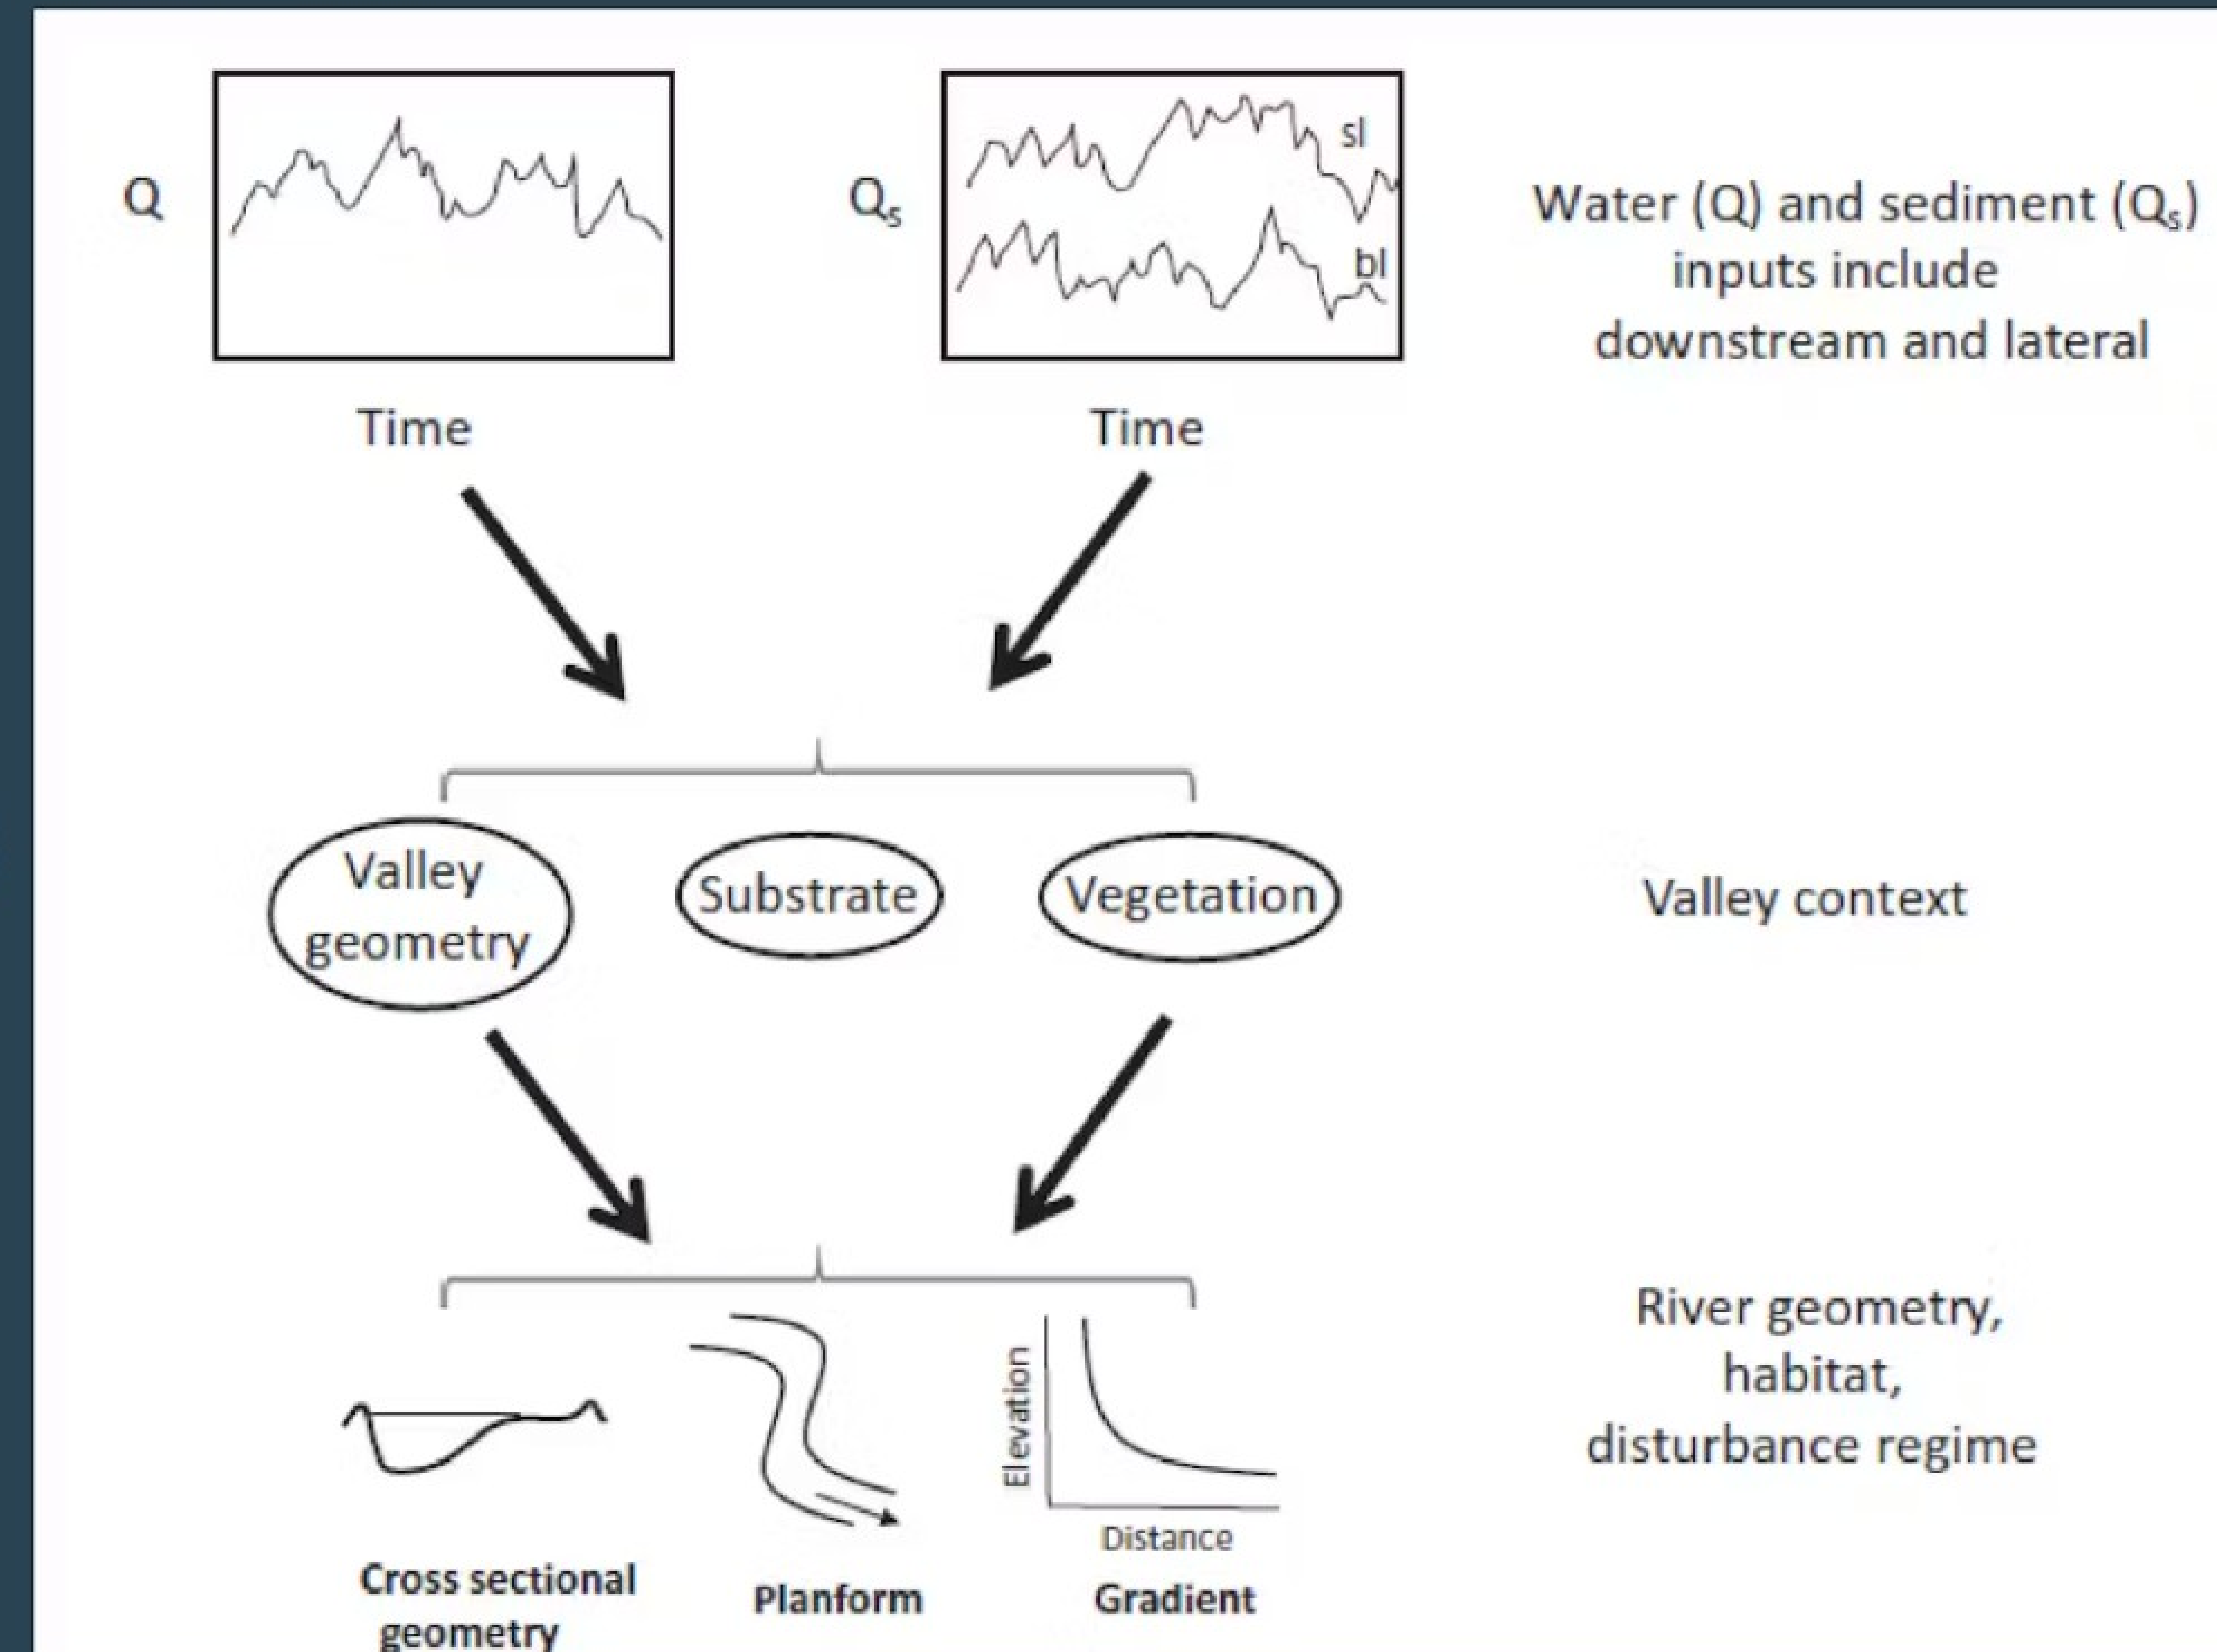 Q
Time
Qs
sl
bl
Time
Water (Q) and sediment (Qs)
inputs include
downstream and lateral
Valley
geometry
Substrate
Vegetation
Valley context
Cross sectional
geometry
Planform
Elevation
Distance
Gradient
River geometry,
habitat,
disturbance regime